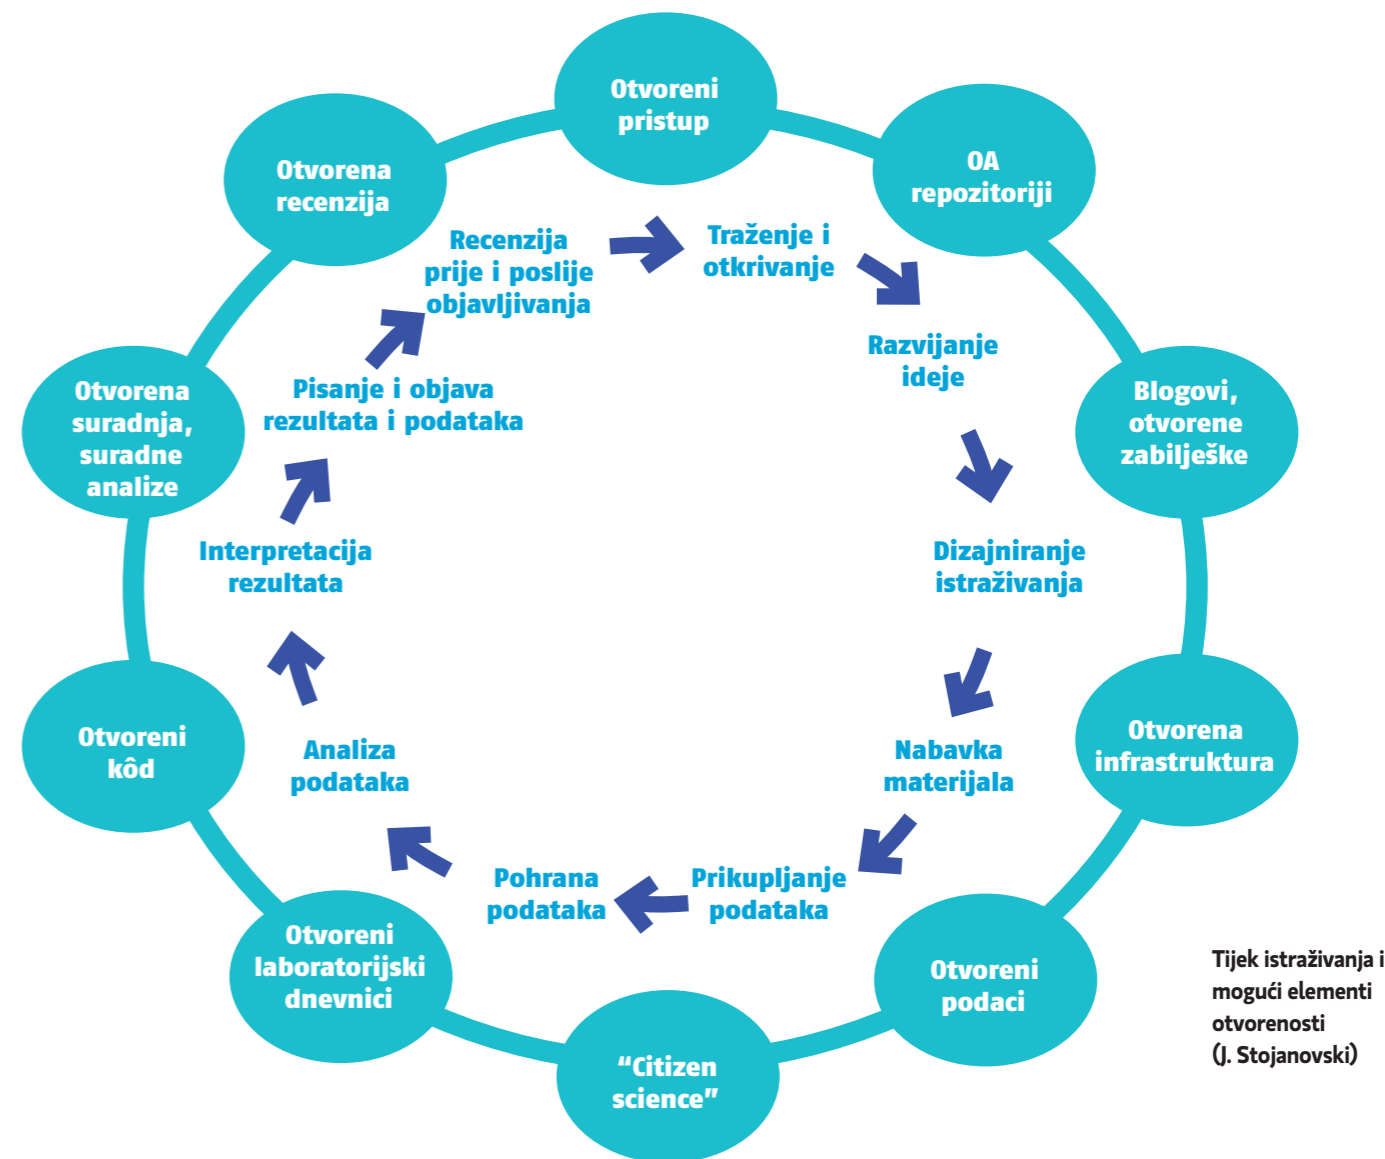 Otvoreni
pristup
OA
repozitoriji
Blogovi,
otvorene
zabilješke
Otvorena
infrastruktura
Otvoreni
podaci
“Citizen
science”
Otvoreni
laboratorijski
dnevnici
Otvoreni
kôd
Otvorena
suradnja,
suradne
analize
Otvorena
recenzija
Traženje i
otkrivanje
Razvijanje
ideje
Dizajniranje
istraživanja
Nabavka
materijala
Prikupljanje
podataka
Pohrana
podataka
Analiza
podataka
Interpretacija
rezultata
Pisanje i objava
rezultata i podataka
Recenzija
prije i poslije
objavljivanja
Tijek istraživanja i
mogući elementi
otvorenosti
(J. Stojanovski)